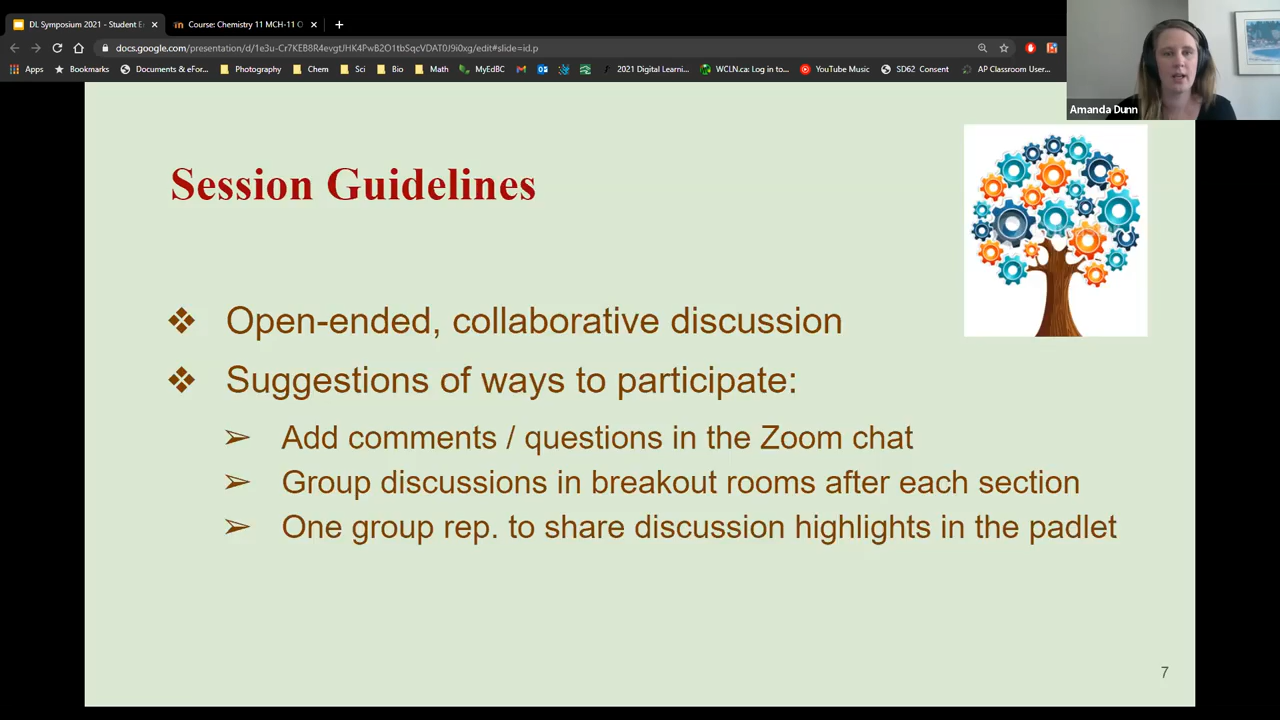 DL Symposium 2021 - Student E
Course: Chemistry 11 MCH-11 O
docs.google.com/presentation/d/1e3u-Cr7KEB8R4evgt/HK4PwB2O1tbSqcVDAT0J9i0xg/edit#slide=id.p
Apps Bookmarks Documents & eFor... Photography Chem Sci Bio Math MyEdBC 2021 Digital Learni... WCLN.ca: Log in to... YouTube Music SD62 Consent AP Classroom User...
Amanda Dunn
Session Guidelines
❖ Open-ended, collaborative discussion
❖ Suggestions of ways to participate:
➢ Add comments / questions in the Zoom chat
➢ Group discussions in breakout rooms after each section
➢ One group rep. to share discussion highlights in the padlet
7